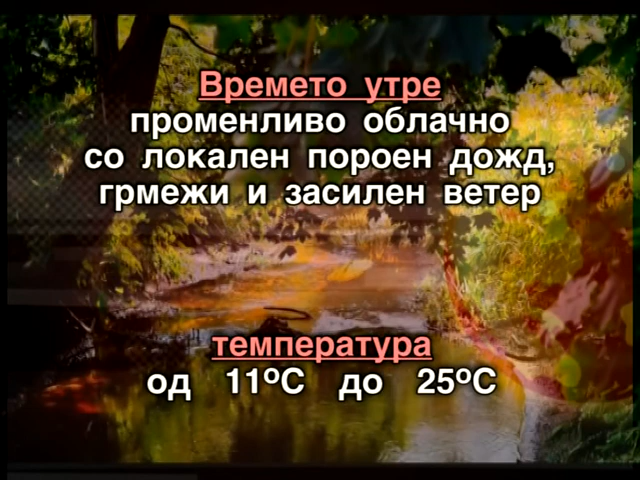 Времето утре
променливо облачно
со локален пороен дожд,
грмежи и засилен ветер
температура
од 11ºC до 25ºC